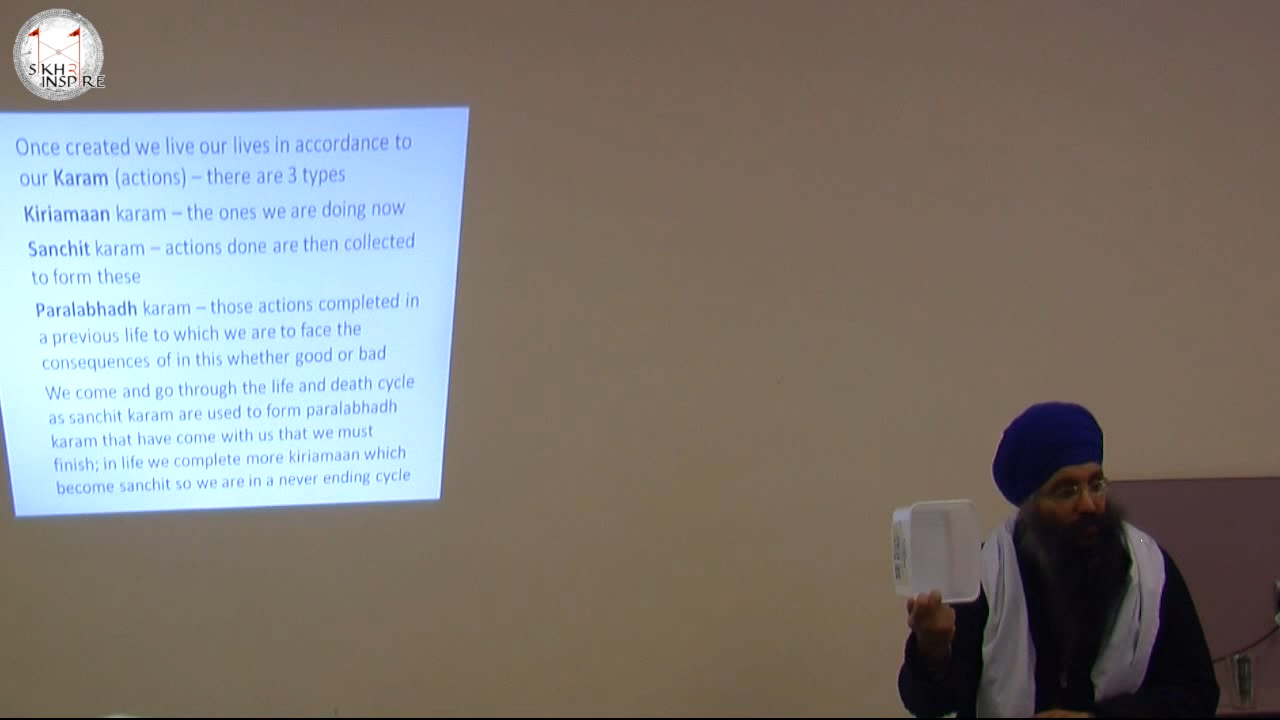 SIKH2
INSPIRE
Once created we live our lives in accordance to
our Karam (actions) – there are 3 types
Kiriamaan karam – the ones we are doing now
Sanchit karam – actions done are then collected
to form these
Paralabhadh karam – those actions completed in
a previous life to which we are to face the
consequences of in this whether good or bad
We come and go through the life and death cycle
as sanchit karam are used to form paralabhadh
karam that have come with us that we must
finish; in life we complete more kiriamaan which
become sanchit so we are in a never ending cycle